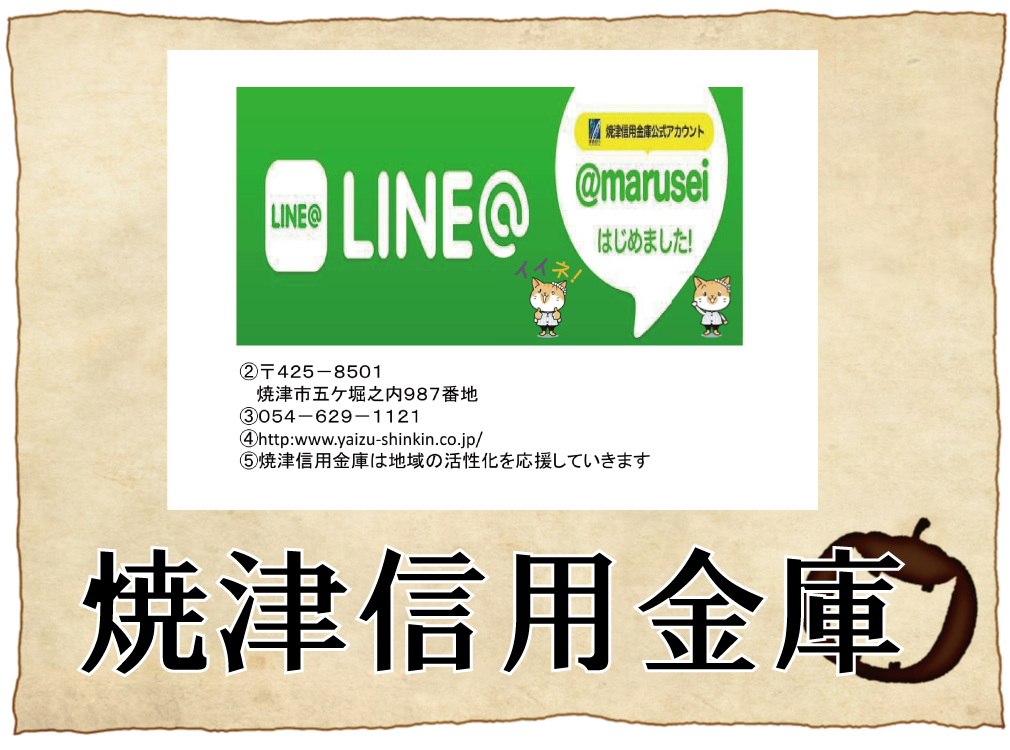 LINE@
LINE@
焼津信用金庫公式アカウント
@marusei
はじめました!
イイネ!
②〒425－8501
焼津市五ケ堀之内987番地
③054－629－1121
④http:www.yaizu-shinkin.co.jp/
⑤焼津信用金庫は地域の活性化を応援していきます
焼津信用金庫